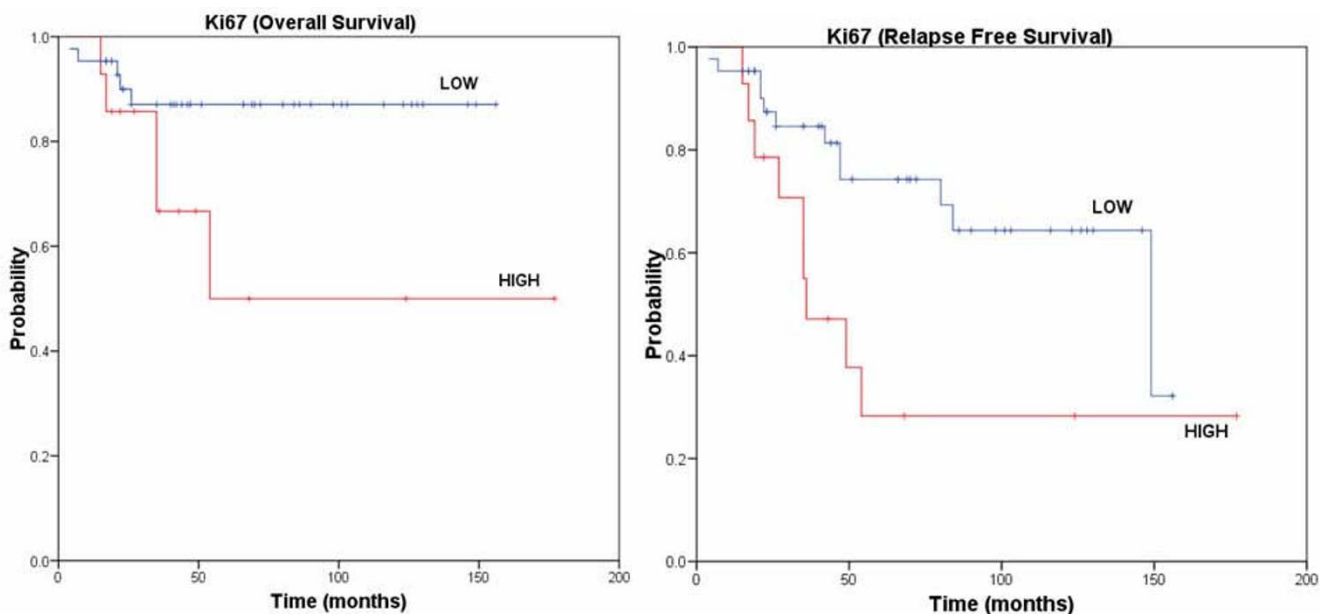 Ki67 (Overall Survival)
1.0
0.8
0.6
0.4
0.2
0.0
Probability
LOW
HIGH
0 50 100 150 200
Time (months)
Ki67 (Relapse Free Survival)
1.0
0.8
0.6
0.4
0.2
0.0
Probability
LOW
HIGH
0 50 100 150 200
Time (months)